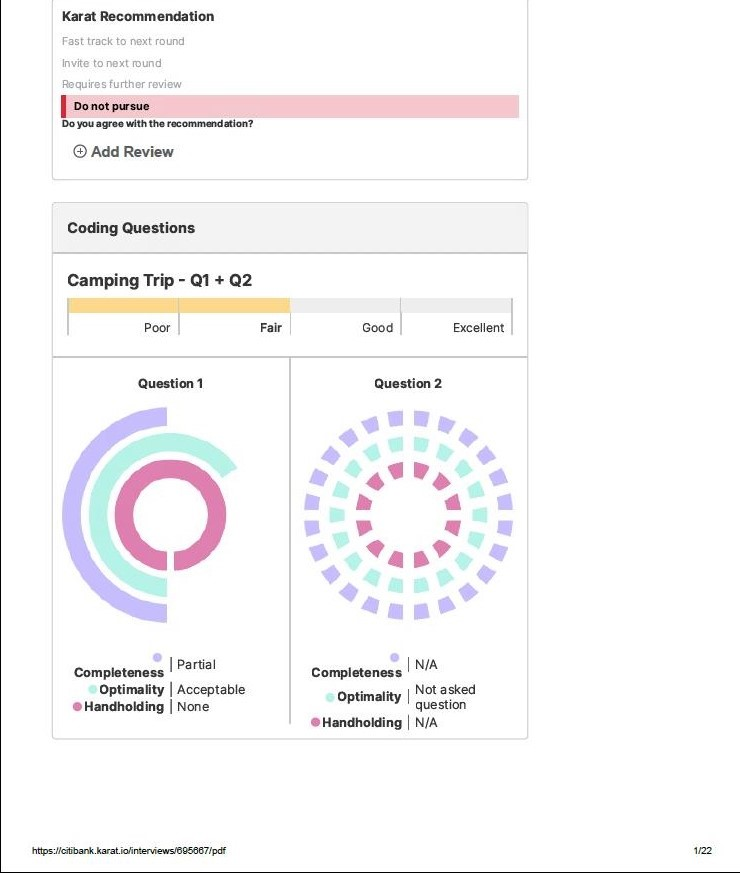 Karat Recommendation
Fast track to next round
Invite to next round
Requires further review
Do not pursue
Do you agree with the recommendation?
Add Review
Coding Questions
Camping Trip - Q1 + Q2
Poor Fair Good Excellent
Question 1
Completeness | Partial
Optimality | Acceptable
Handholding | None
Question 2
Completeness | N/A
Optimality | Not asked
question
Handholding | N/A
https://citibank.karat.io/interviews/695667/pdf 1/22